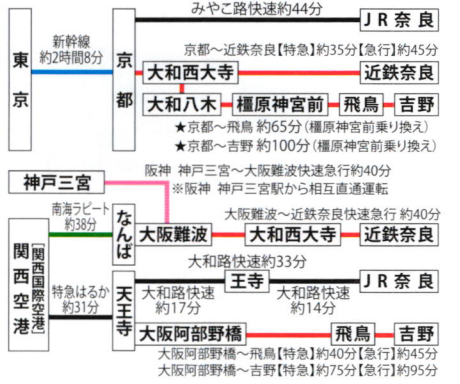 みやこ路快速約44分
JR奈良
新幹線
約2時間8分
東京
京都
京都〜近鉄奈良【特急】約35分【急行】約45分
大和西大寺
近鉄奈良
大和八木
橿原神宮前
飛鳥
吉野
★京都〜飛鳥 約65分(橿原神宮前乗り換え)
★京都〜吉野 約100分(橿原神宮前乗り換え)
阪神 神戸三宮〜大阪難波快速急行約40分
神戸三宮
※阪神 神戸三宮駅から相互直通運転
南海ラピート
約38分
なんば
大阪難波〜近鉄奈良快速急行 約40分
大阪難波
大和西大寺
近鉄奈良
関西空港
[関西国際空港]
大和路快速約33分
特急はるか
約31分
天王寺
王寺
JR奈良
大和路快速
約17分
大和路快速
約14分
大阪阿部野橋
飛鳥
吉野
大阪阿部野橋〜飛鳥【特急】約40分【急行】約45分
大阪阿部野橋〜吉野【特急】約75分【急行】約95分